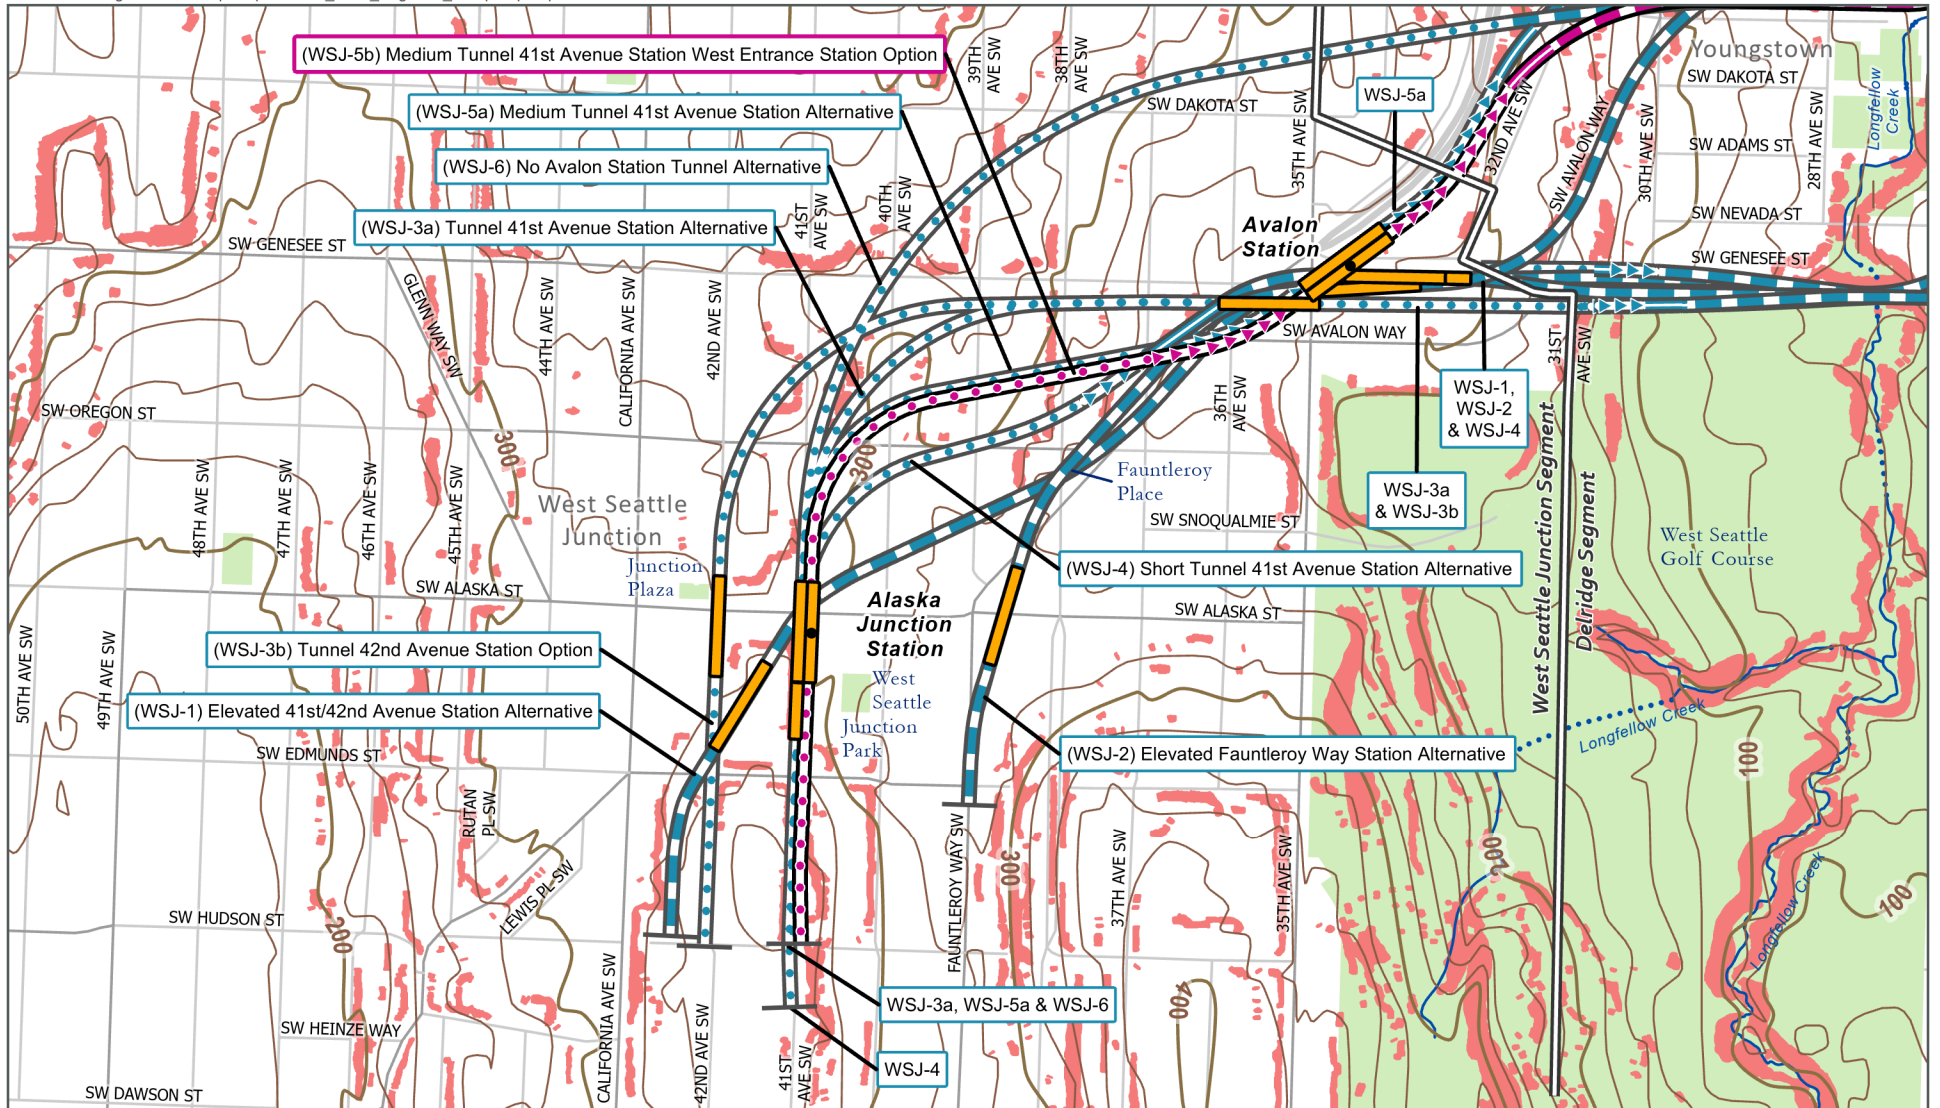 (WSJ-5b) Medium Tunnel 41st Avenue Station West Entrance Station Option
39TH
AVE SW
38TH
AVE SW
Youngstown
SW DAKOTA ST
WSJ-5a
SW DAKOTA ST
(WSJ-5a) Medium Tunnel 41st Avenue Station Alternative
Longfellow
Creek
35TH AVE SW
32ND AVE SW
SW AVALON WAY
30TH AVE SW
28TH AVE SW
SW ADAMS ST
(WSJ-6) No Avalon Station Tunnel Alternative
41ST
AVE SW
40TH
AVE SW
SW NEVADA ST
(WSJ-3a) Tunnel 41st Avenue Station Alternative
Avalon
Station
SW GENESEE ST
SW GENESEE ST
GLENN WAY SW
44TH AVE SW
CALIFORNIA AVE SW
42ND AVE SW
SW AVALON WAY
31ST
AVE SW
36TH
AVE SW
WSJ-1,
WSJ-2
& WSJ-4
SW OREGON ST
300
300
48TH AVE SW
47TH AVE SW
46TH AVE SW
45TH AVE SW
Fauntleroy
Place
WSJ-3a
& WSJ-3b
West Seattle
Junction
SW SNOQUALMIE ST
West Seattle
Golf Course
West Seattle Junction Segment
Delridge Segment
Junction
Plaza
(WSJ-4) Short Tunnel 41st Avenue Station Alternative
SW ALASKA ST
Alaska
Junction
Station
SW ALASKA ST
50TH AVE SW
49TH AVE SW
(WSJ-3b) Tunnel 42nd Avenue Station Option
West
Seattle
Junction
Park
(WSJ-1) Elevated 41st/42nd Avenue Station Alternative
Longfellow Creek
SW EDMUNDS ST
(WSJ-2) Elevated Fauntleroy Way Station Alternative
100
RUTAN
PL SW
LEWIS PL SW
FAUNTLEROY WAY SW
300
37TH AVE SW
35TH AVE SW
200
100
SW HUDSON ST
200
Longfellow Creek
CALIFORNIA AVE SW
WSJ-3a, WSJ-5a & WSJ-6
400
SW HEINZE WAY
42ND AVE SW
41ST
AVE SW
WSJ-4
SW DAWSON ST